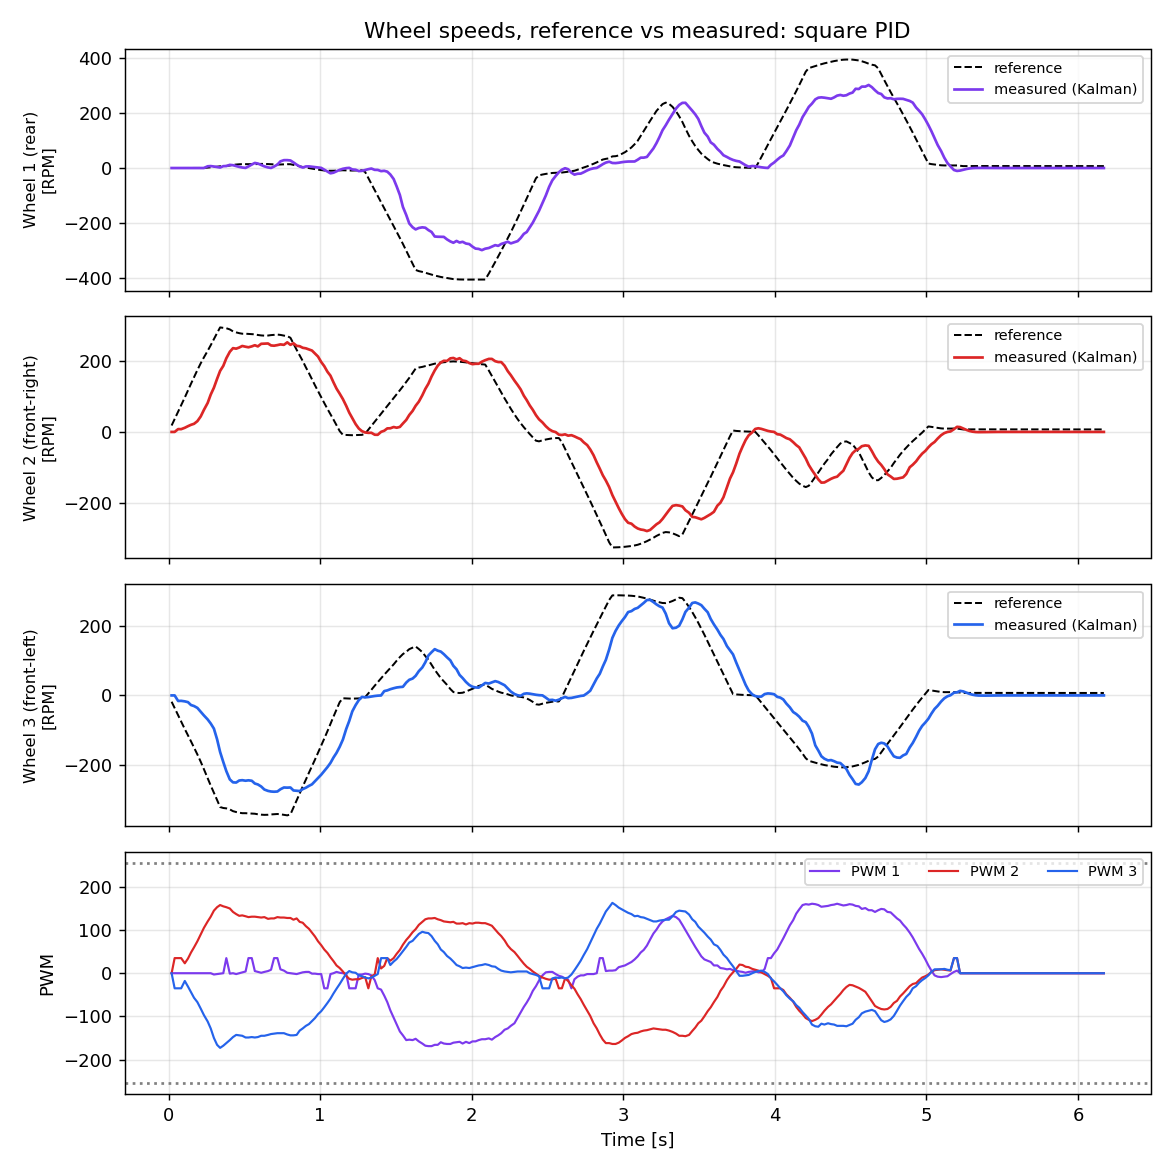 Wheel speeds, reference vs measured: square PID
Wheel 1 (rear)
[RPM]
400
200
0
−200
−400
reference
measured (Kalman)
Wheel 2 (front-right)
[RPM]
200
0
−200
reference
measured (Kalman)
Wheel 3 (front-left)
[RPM]
200
0
−200
reference
measured (Kalman)
PWM
200
100
0
−100
−200
PWM 1 PWM 2 PWM 3
0 1 2 3 4 5 6
Time [s]